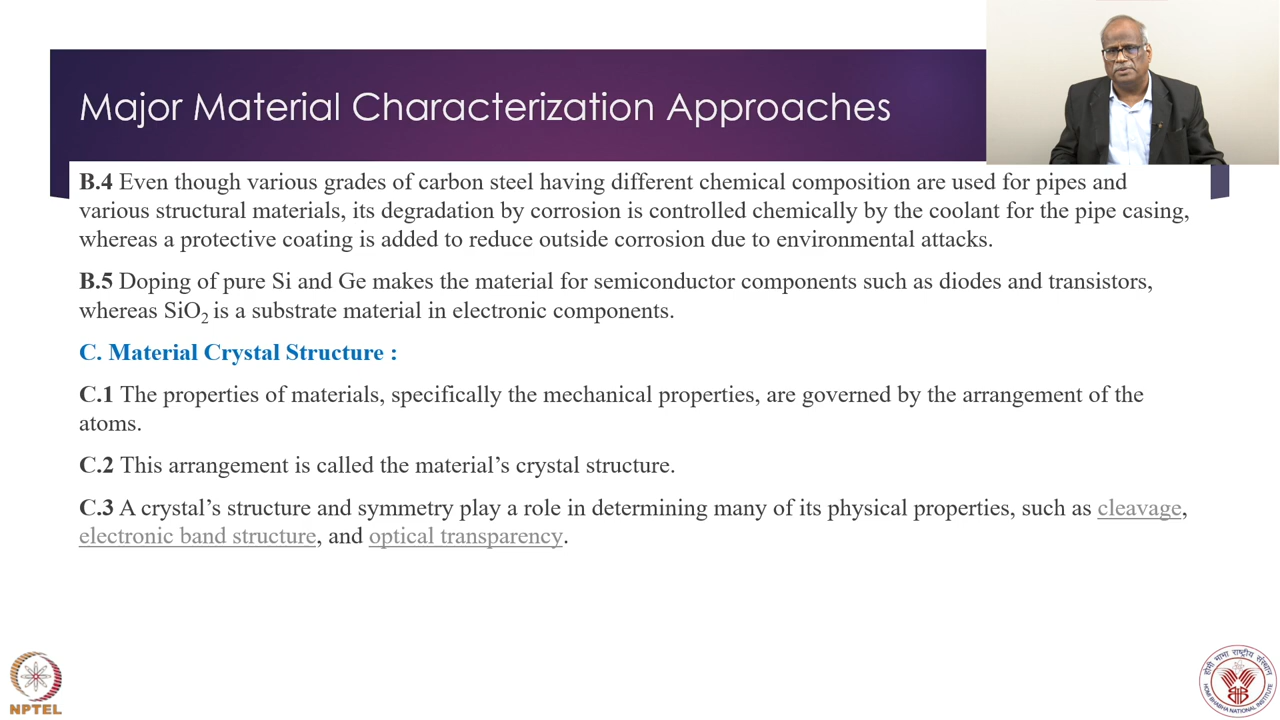 Major Material Characterization Approaches
B.4 Even though various grades of carbon steel having different chemical composition are used for pipes and
various structural materials, its degradation by corrosion is controlled chemically by the coolant for the pipe casing,
whereas a protective coating is added to reduce outside corrosion due to environmental attacks.
B.5 Doping of pure Si and Ge makes the material for semiconductor components such as diodes and transistors,
whereas SiO2 is a substrate material in electronic components.
C. Material Crystal Structure :
C.1 The properties of materials, specifically the mechanical properties, are governed by the arrangement of the
atoms.
C.2 This arrangement is called the material’s crystal structure.
C.3 A crystal’s structure and symmetry play a role in determining many of its physical properties, such as cleavage,
electronic band structure, and optical transparency.
NPTEL
होमी भाभा राष्ट्रीय संस्थान
HOMI BHABHA NATIONAL INSTITUTE